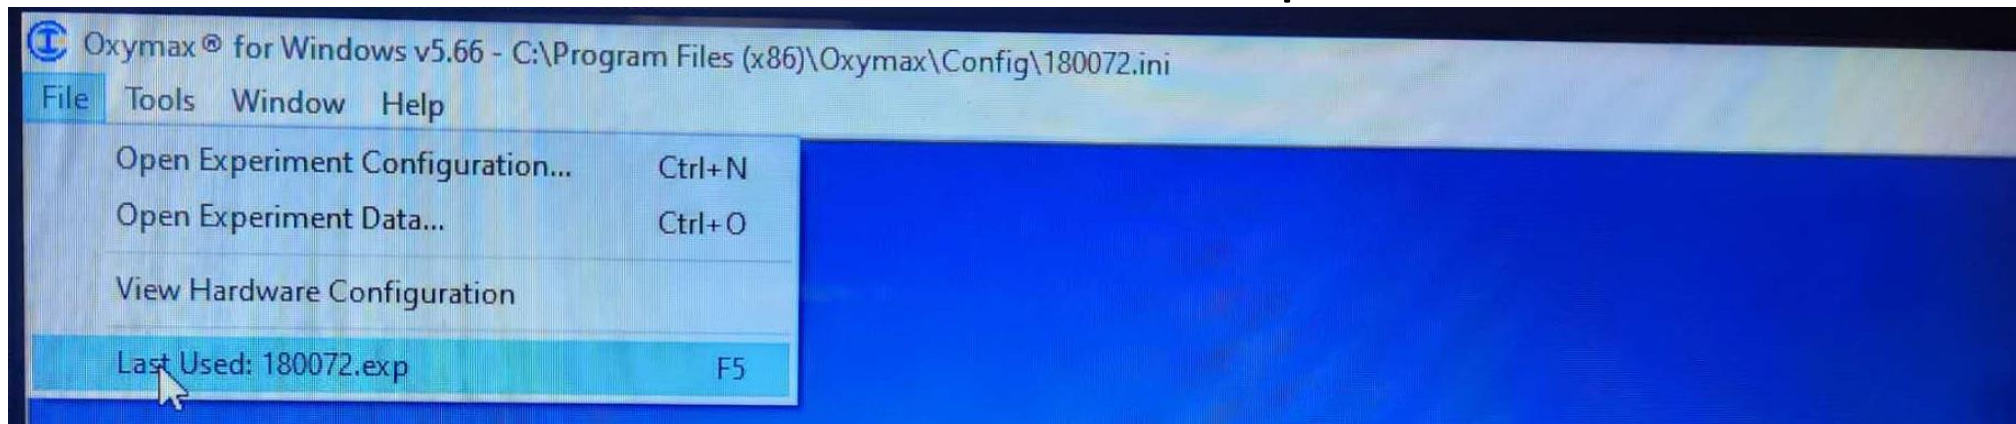 Oxymax ® for Windows v5.66 - C:\Program Files (x86)\Oxymax\Config\180072.ini
File Tools Window Help
Open Experiment Configuration... Ctrl+N
Open Experiment Data... Ctrl+O
View Hardware Configuration
Last Used: 180072.exp F5